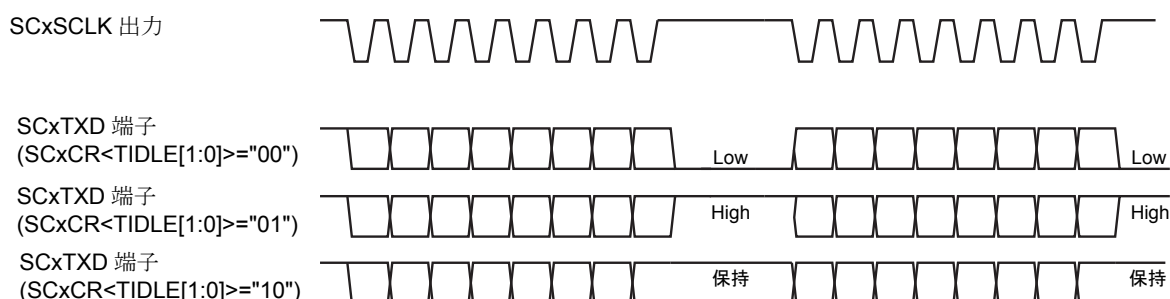 SCxSCLK 出力
SCxTXD 端子
(SCxCR<TIDLE[1:0]>="00")
Low
Low
SCxTXD 端子
(SCxCR<TIDLE[1:0]>="01")
High
High
SCxTXD 端子
(SCxCR<TIDLE[1:0]>="10")
保持
保持